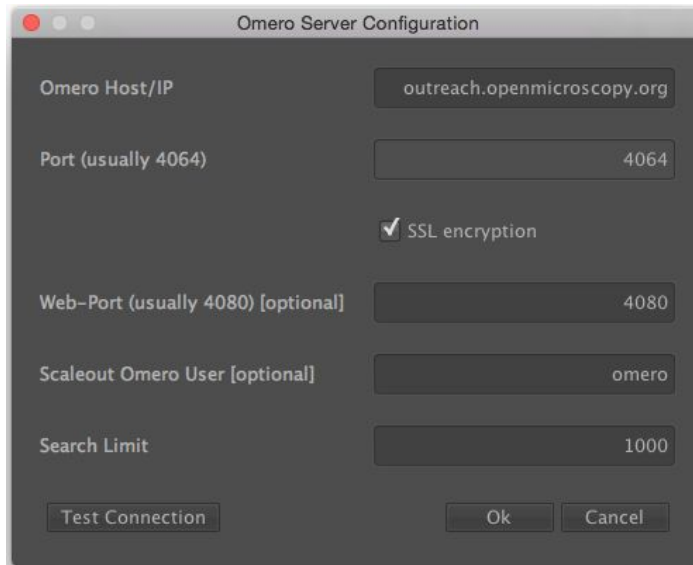 Omero Server Configuration
Omero Host/IP outreach.openmicroscopy.org
Port (usually 4064) 4064
SSL encryption
Web-Port (usually 4080) [optional] 4080
Scaleout Omero User [optional] omero
Search Limit 1000
Test Connection Ok Cancel